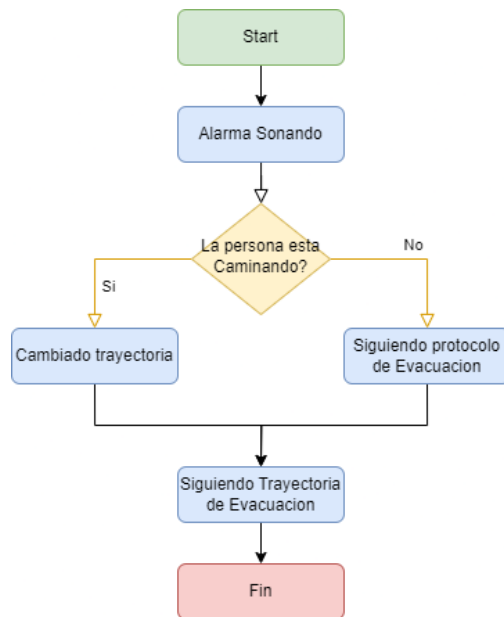 Start
Alarma Sonando
La persona esta
Caminando?
Si
No
Cambiado trayectoria
Siguiendo protocolo
de Evacuacion
Siguiendo Trayectoria
de Evacuacion
Fin